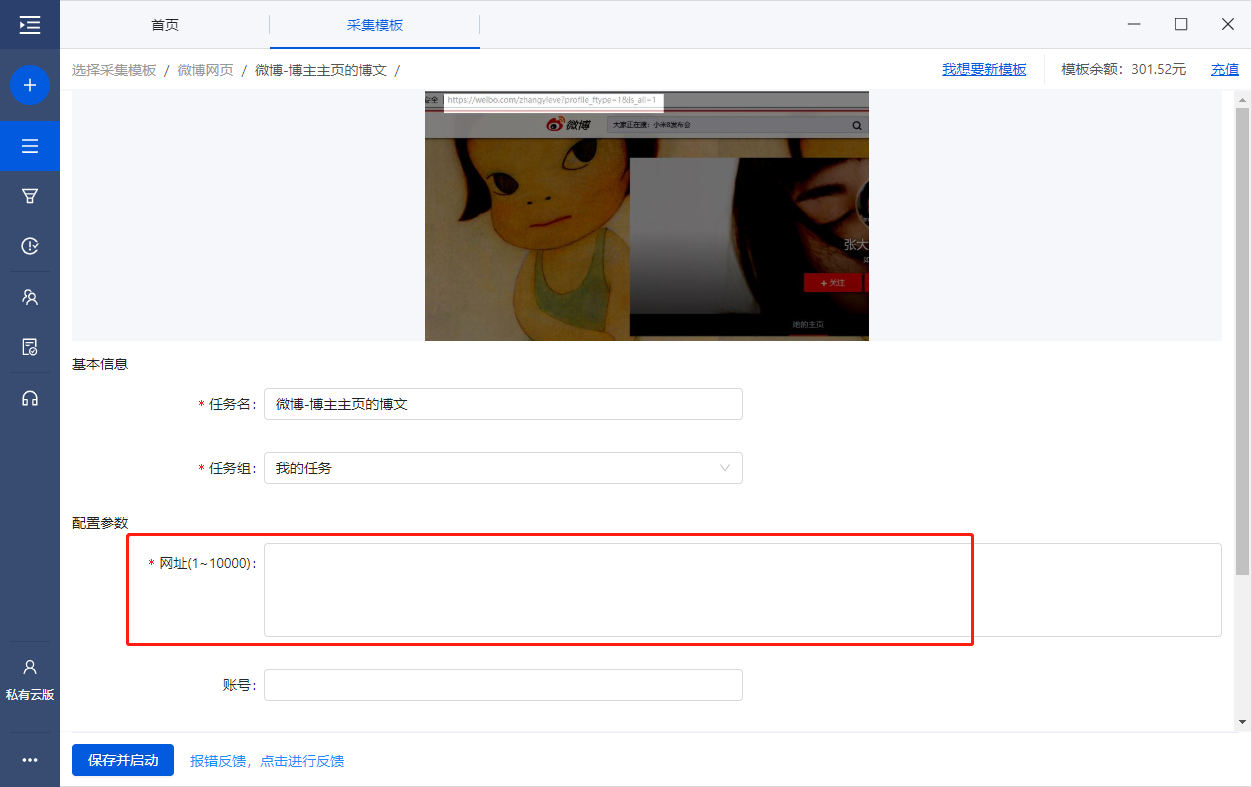 首页
采集模板
选择采集模板 / 微博网页 / 微博-博主主页的博文 /
我想要新模板
模板余额：301.52元
充值
安全
https://weibo.com/zhangyieve?profile_ftype=1&is_all=1
微博
大家正在搜：小米8发布会
张大
+ 关注
她的主页
基本信息
* 任务名：
微博-博主主页的博文
* 任务组：
我的任务
配置参数
* 网址(1~10000)：
账号：
私有云版
保存并启动
报错反馈，点击进行反馈